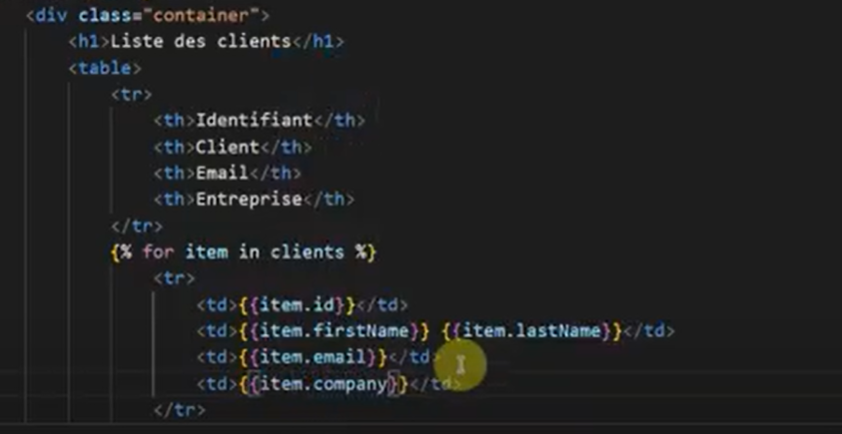 <div class="container">
<h1>Liste des clients</h1>
<table>
<tr>
<th>Identifiant</th>
<th>Client</th>
<th>Email</th>
<th>Entreprise</th>
</tr>
{% for item in clients %}
<tr>
<td>{{item.id}}</td>
<td>{{item.firstName}} {{item.lastName}}</td>
<td>{{item.email}}</td>
<td>{{item.company}}</td>
</tr>